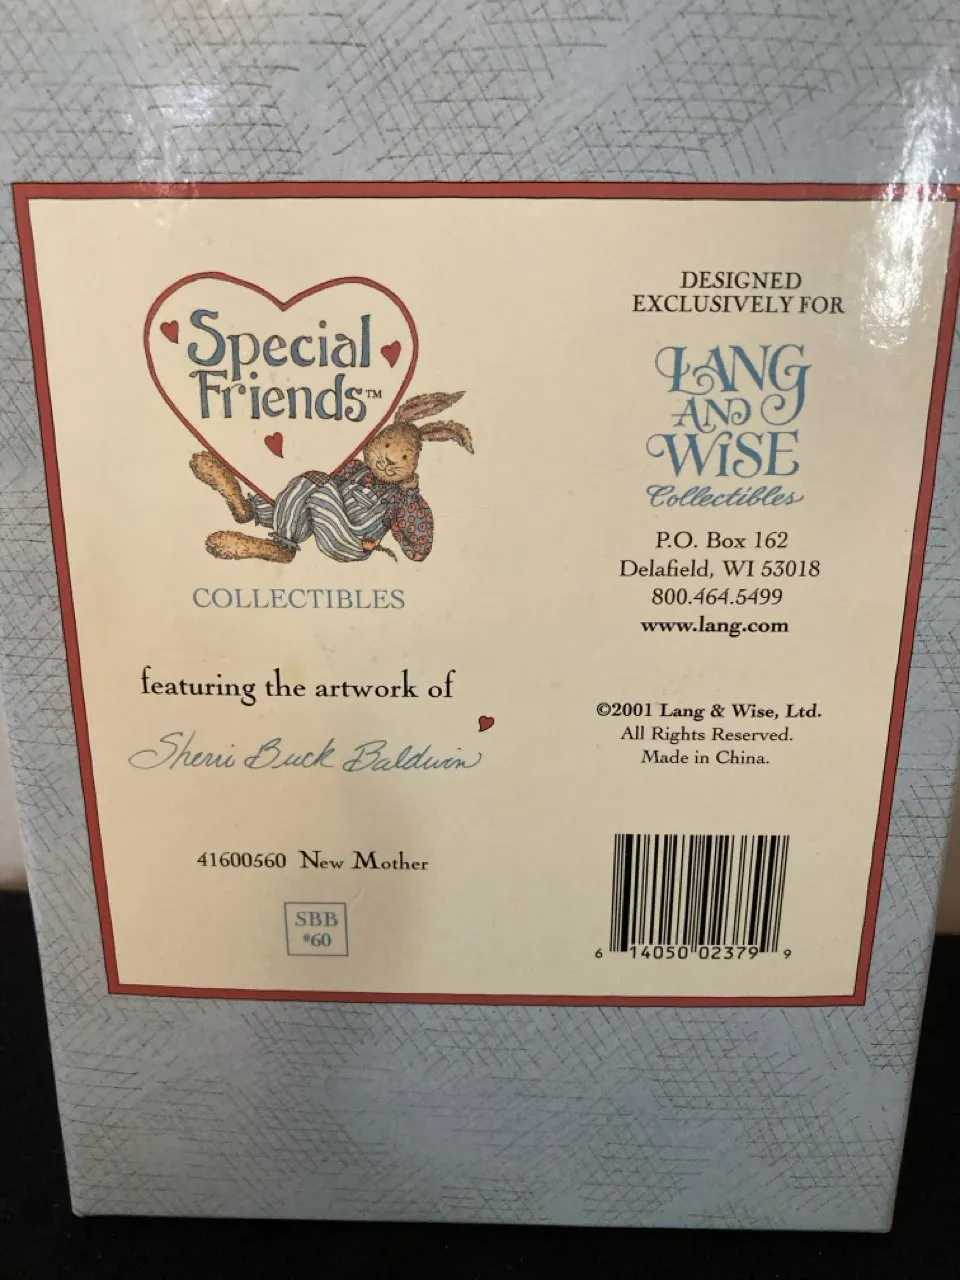 Special
Friends™
COLLECTIBLES
featuring the artwork of
Sherri Buck Baldwin
41600560 New Mother
SBB
#60
DESIGNED
EXCLUSIVELY FOR
LANG
AND
WISE
Collectibles
P.O. Box 162
Delafield, WI 53018
800.464.5499
www.lang.com
©2001 Lang & Wise, Ltd.
All Rights Reserved.
Made in China.
6 14050 02379 9